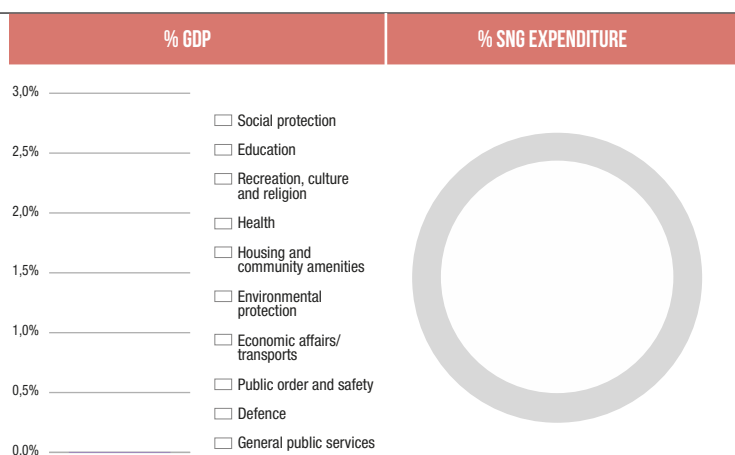 % GDP
% SNG EXPENDITURE
3,0%
2,5%
2,0%
1,5%
1,0%
0,5%
0,0%
Social protection
Education
Recreation, culture
and religion
Health
Housing and
community amenities
Environmental
protection
Economic affairs/
transports
Public order and safety
Defence
General public services